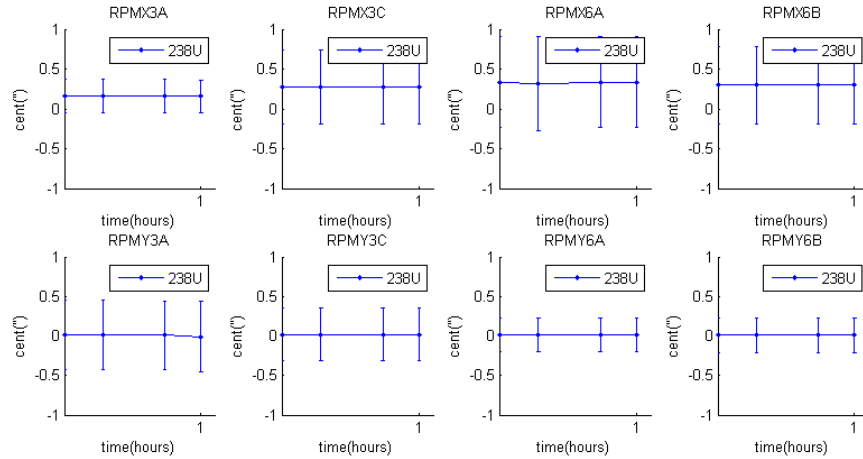 RPMX3A
238U
cent(")
1
0.5
0
-0.5
-1
1
time(hours)
RPMX3C
238U
cent(")
1
0.5
0
-0.5
-1
1
time(hours)
RPMX6A
238U
cent(")
1
0.5
0
-0.5
-1
1
time(hours)
RPMX6B
238U
cent(")
1
0.5
0
-0.5
-1
1
time(hours)
RPMY3A
238U
cent(")
1
0.5
0
-0.5
-1
1
time(hours)
RPMY3C
238U
cent(")
1
0.5
0
-0.5
-1
1
time(hours)
RPMY6A
238U
cent(")
1
0.5
0
-0.5
-1
1
time(hours)
RPMY6B
238U
cent(")
1
0.5
0
-0.5
-1
1
time(hours)